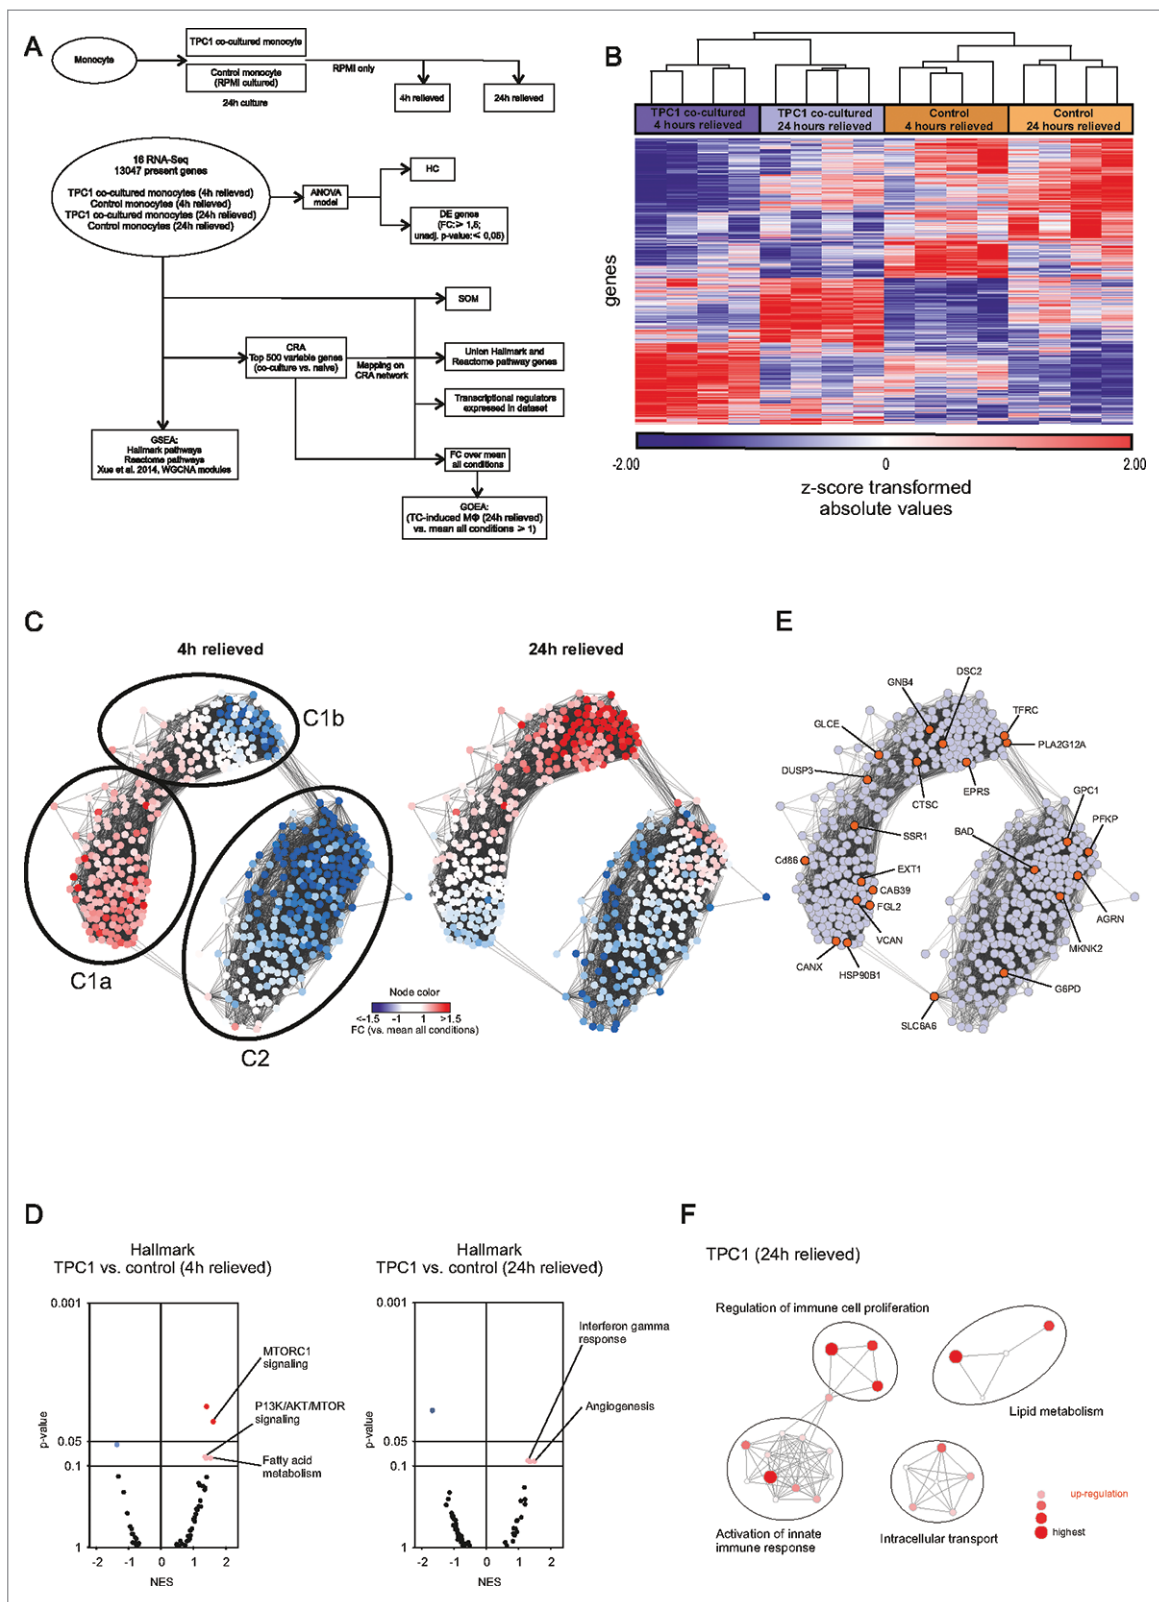 A
Monocyte
TPC1 co-cultured monocyte
Control monocyte
(RPMI cultured)
24h culture
RPMI only
4h relieved
24h relieved
16 RNA-Seq
13047 present genes
TPC1 co-cultured monocytes (4h relieved)
Control monocytes (4h relieved)
TPC1 co-cultured monocytes (24h relieved)
Control monocytes (24h relieved)
ANOVA
model
HC
DE genes
(FC:> 1,5;
unadj. p-value:< 0,05)
SOM
CRA
Top 500 variable genes
(co-culture vs. naive)
Mapping on
CRA network
Union Hallmark and
Reactome pathway genes
Transcriptional regulators
expressed in dataset
GSEA:
Hallmark pathways
Reactome pathways
Xue et al. 2014, WGCNA modules
FC over mean
all conditions
GOEA:
(TC-induced MΦ (24h relieved)
vs. mean all conditions > 1)
B
TPC1 co-cultured
4 hours relieved
TPC1 co-cultured
24 hours relieved
Control
4 hours relieved
Control
24 hours relieved
genes
-2.00
0
2.00
z-score transformed
absolute values
C
4h relieved
24h relieved
C1b
C1a
C2
Node color
<-1.5 -1 1 >1.5
FC (vs. mean all conditions)
E
DSC2
GNB4
GLCE
TFRC
PLA2G12A
DUSP3
CTSC
EPRS
GPC1
PFKP
SSR1
BAD
Cd86
EXT1
CAB39
FGL2
AGRN
VCAN
MKNK2
CANX
HSP90B1
G6PD
SLC6A6
D
Hallmark
TPC1 vs. control (4h relieved)
0.001
MTORC1
signaling
P13K/AKT/MTOR
signaling
p-value
0.05
Fatty acid
metabolism
0.1
1
-2 -1 0 1 2
NES
Hallmark
TPC1 vs. control (24h relieved)
0.001
Interferon gamma
response
Angiogenesis
p-value
0.05
0.1
1
-2 -1 0 1 2
NES
F
TPC1 (24h relieved)
Regulation of immune cell proliferation
Lipid metabolism
Activation of innate
immune response
Intracellular transport
up-regulation
highest